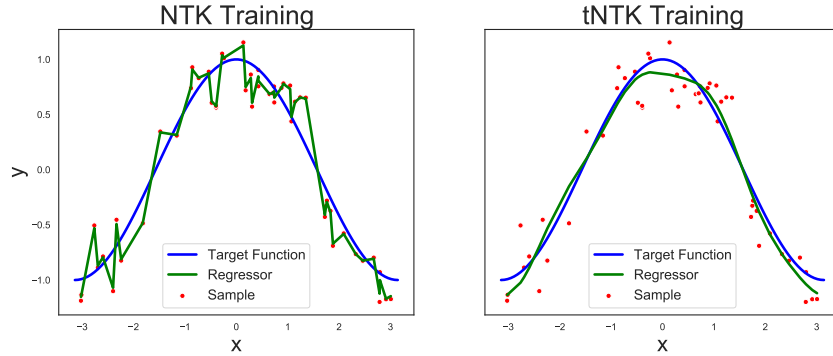 NTK Training
1.0
0.5
0.0
−0.5
−1.0
y
Target Function
Regressor
Sample
−3 −2 −1 0 1 2 3
x
tNTK Training
Target Function
Regressor
Sample
−3 −2 −1 0 1 2 3
x